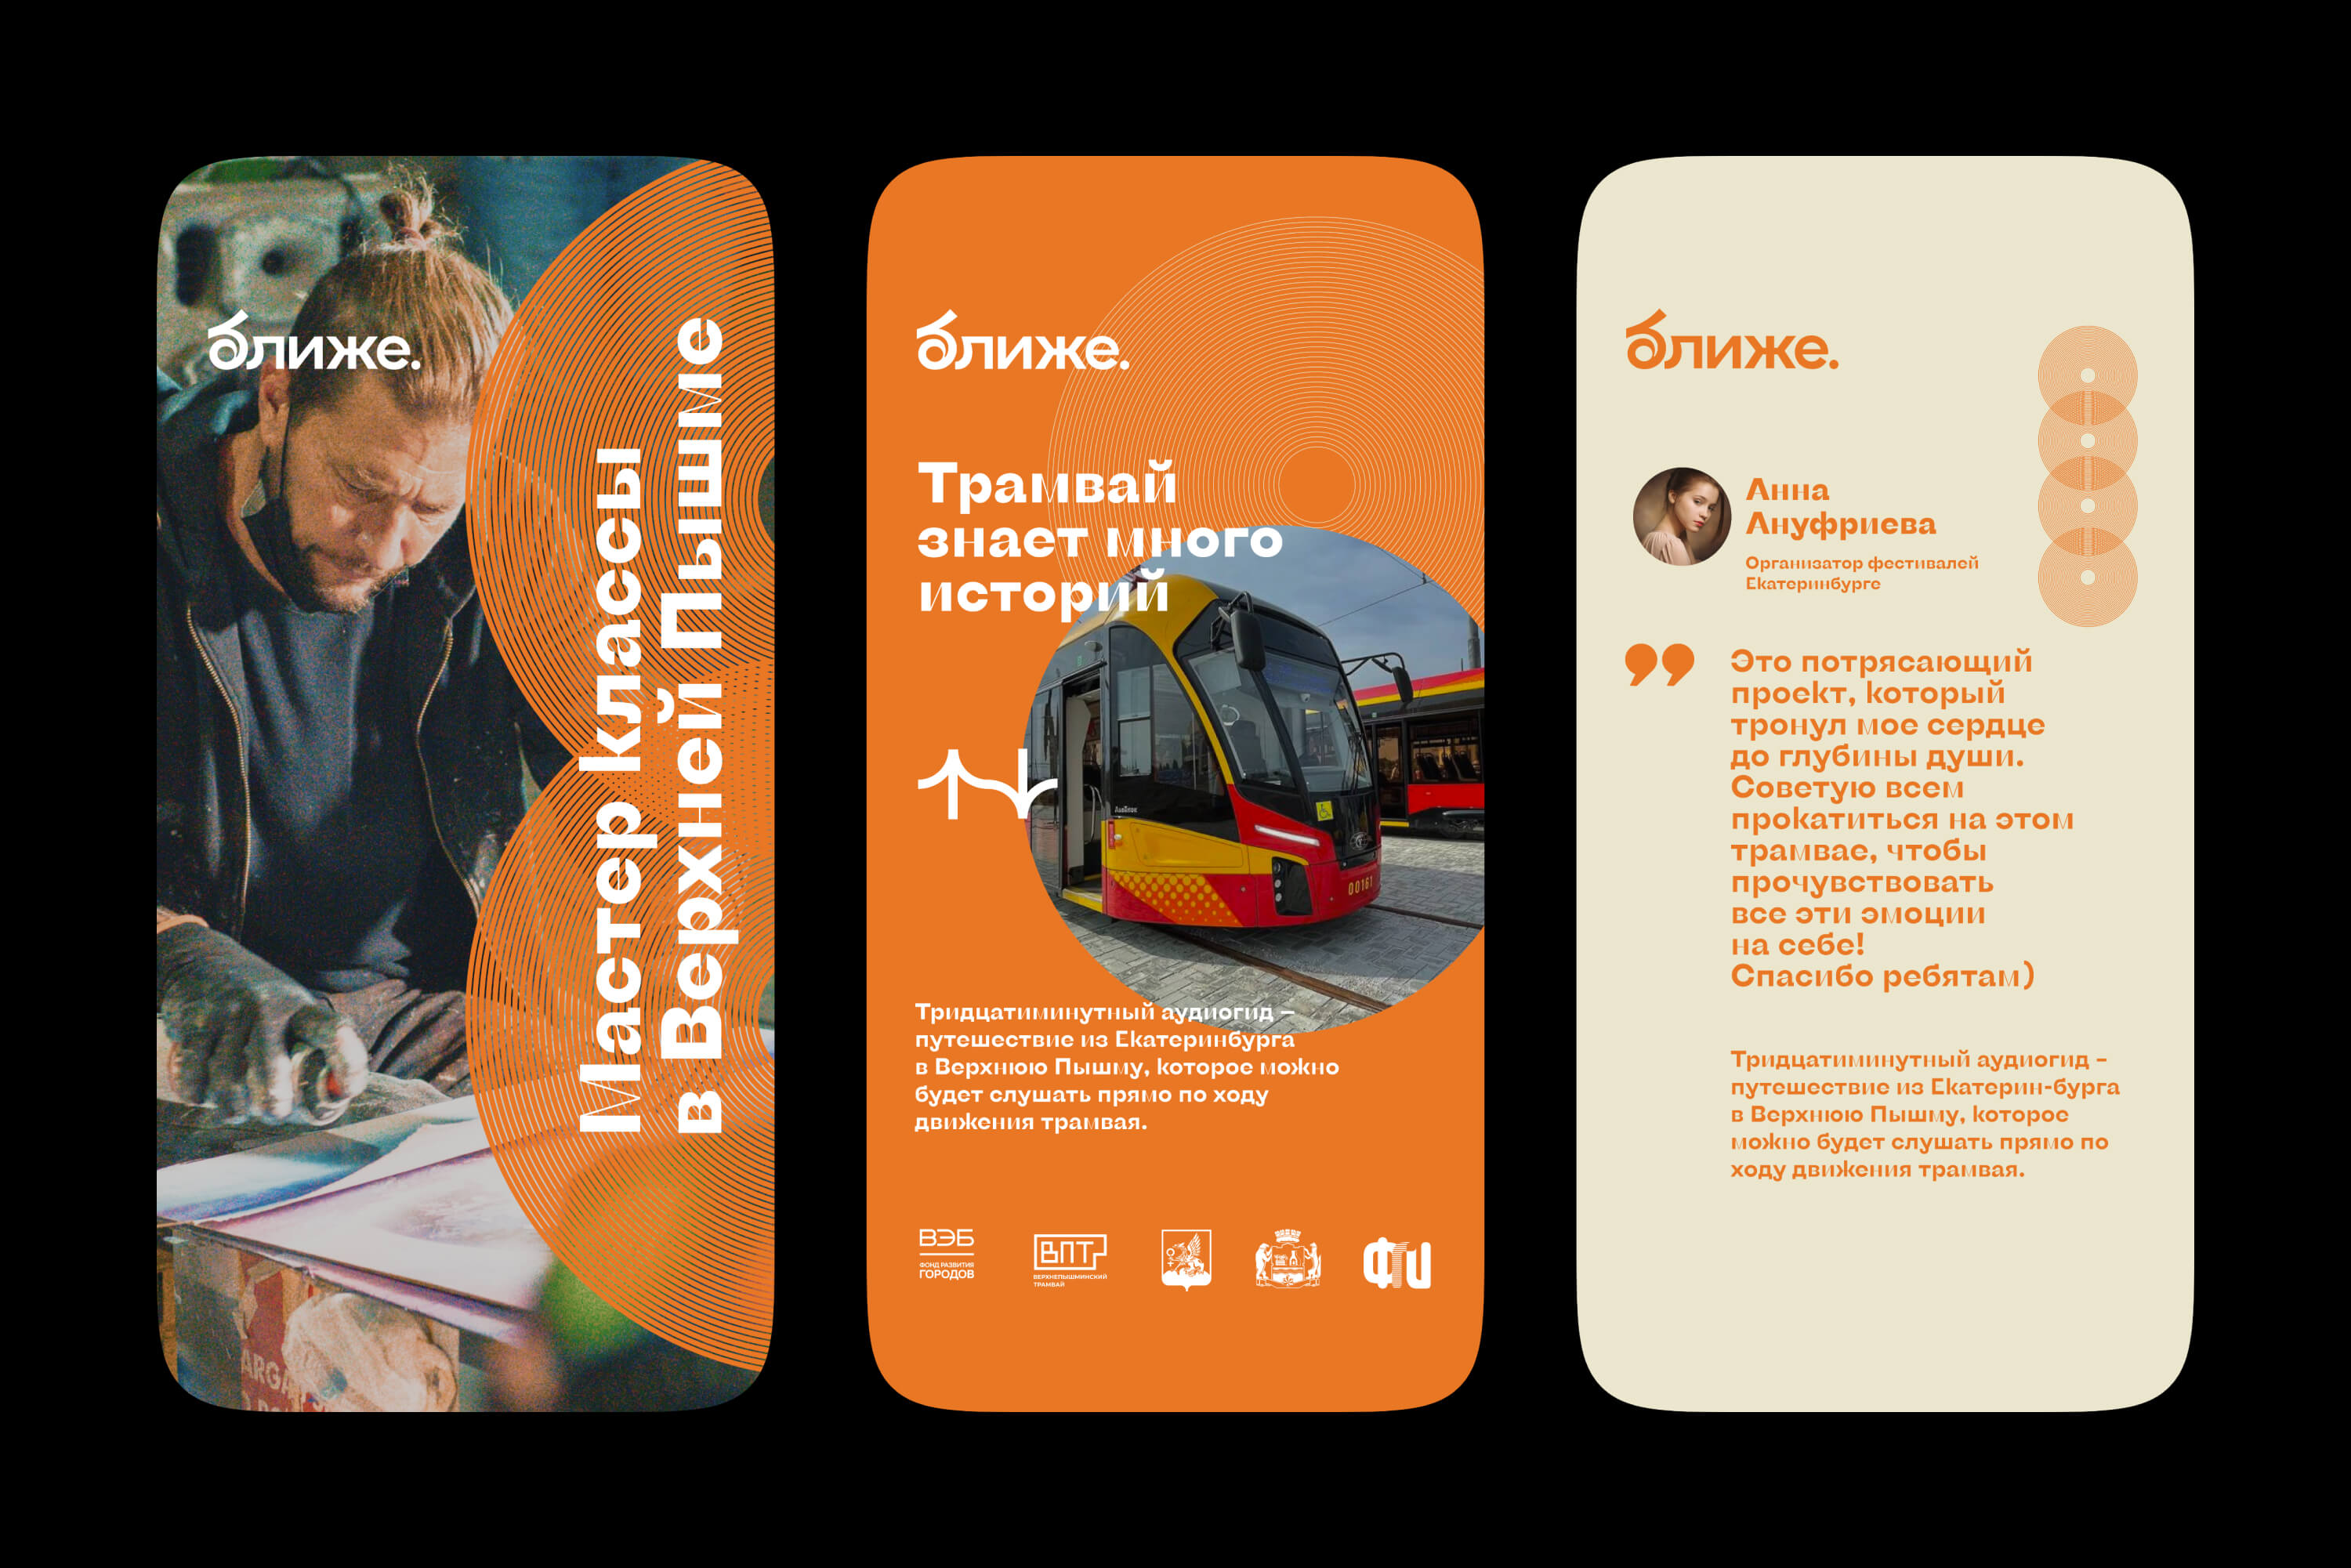 ближе.
Мастер классы
в Верхней Пышме
ARGA
ближе.
Трамвай
знает много
историй
00161
Тридцатиминутный аудиогид –
путешествие из Екатеринбурга
в Верхнюю Пышму, которое можно
будет слушать прямо по ходу
движения трамвая.
ВЭБ
ФОНД РАЗВИТИЯ
ГОРОДОВ
ВПТ
ВЕРХНЕПЫШМИНСКИЙ
ТРАМВАЙ
ФГИ
ближе.
Анна
Ануфриева
Организатор фестивалей
Екатеринбурге
Это потрясающий
проект, который
тронул мое сердце
до глубины души.
Советую всем
прокатиться на этом
трамвае, чтобы
прочувствовать
все эти эмоции
на себе!
Спасибо ребятам)
Тридцатиминутный аудиогид –
путешествие из Екатерин-бурга
в Верхнюю Пышму, которое
можно будет слушать прямо по
ходу движения трамвая.